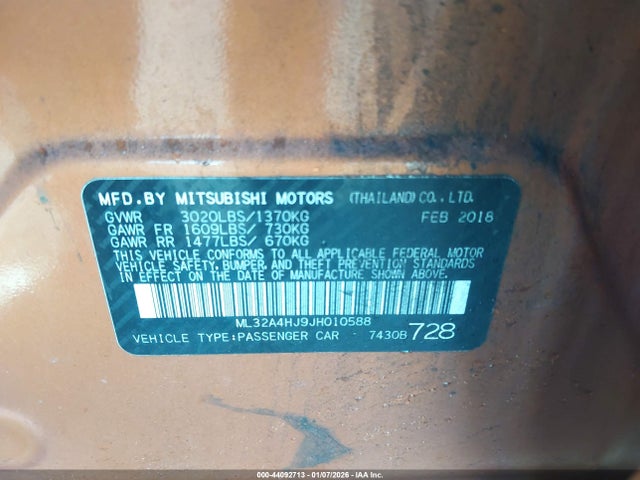 MFD.BY MITSUBISHI MOTORS (THAILAND) CO., LTD.
GVWR 3020LBS/1370KG FEB 2018
GAWR FR 1609LBS/ 730KG
GAWR RR 1477LBS/ 670KG
THIS VEHICLE CONFORMS TO ALL APPLICABLE FEDERAL MOTOR
VEHICLE SAFETY, BUMPER, AND THEFT PREVENTION STANDARDS
IN EFFECT ON THE DATE OF MANUFACTURE SHOWN ABOVE.
ML32A4HJ9JH010588
VEHICLE TYPE:PASSENGER CAR 7430B 728
000-44092713 - 01/07/2026 - IAA Inc.